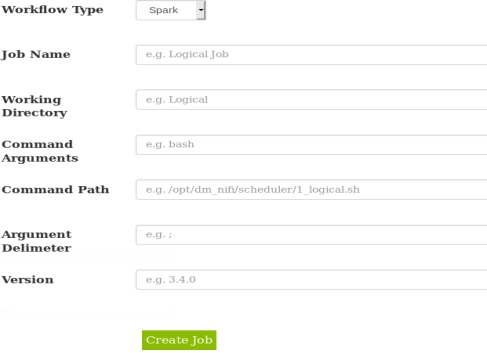 Workflow Type Spark
Job Name e.g. Logical Job
Working Directory e.g. Logical
Command Arguments e.g. bash
Command Path e.g. /opt/dm_nifi/scheduler/1_logical.sh
Argument Delimeter e.g. ;
Version e.g. 3.4.0
Create Job